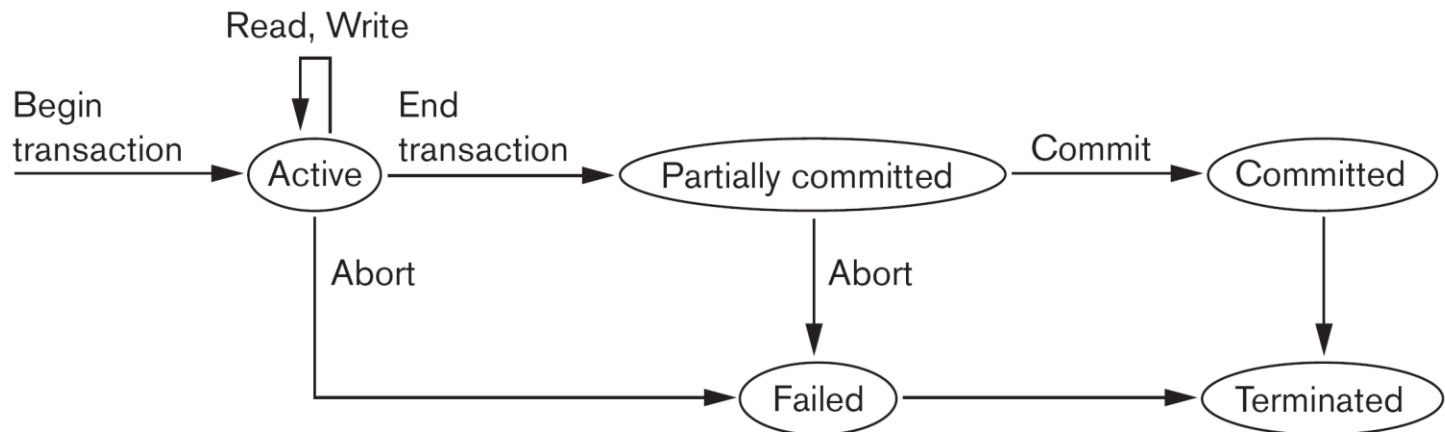 Read, Write
Begin
transaction
End
transaction
Commit
Active
Partially committed
Committed
Abort
Abort
Failed
Terminated